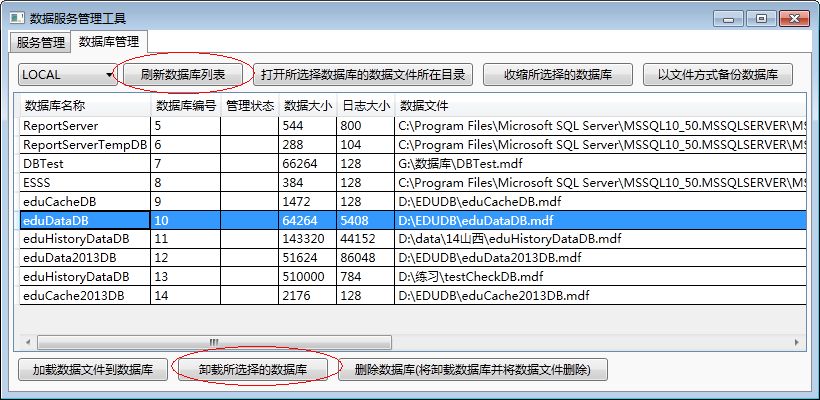 数据服务管理工具
服务管理 数据库管理
LOCAL 刷新数据库列表 打开所选择数据库的数据文件所在目录 收缩所选择的数据库 以文件方式备份数据库
数据库名称 数据库编号 管理状态 数据大小 日志大小 数据文件
ReportServer 5 544 800 C:\Program Files\Microsoft SQL Server\MSSQL10_50.MSSQLSERVER\MS
ReportServerTempDB 6 288 104 C:\Program Files\Microsoft SQL Server\MSSQL10_50.MSSQLSERVER\MS
DBTest 7 66264 128 G:\数据库\DBTest.mdf
ESSS 8 384 128 C:\Program Files\Microsoft SQL Server\MSSQL10_50.MSSQLSERVER\MS
eduCacheDB 9 1472 128 D:\EDUDB\eduCacheDB.mdf
eduDataDB 10 64264 5408 D:\EDUDB\eduDataDB.mdf
eduHistoryDataDB 11 143320 44152 D:\data\14山西\eduHistoryDataDB.mdf
eduData2013DB 12 51624 86048 D:\EDUDB\eduData2013DB.mdf
eduHistoryDataDB 13 510000 784 D:\练习\testCheckDB.mdf
eduCache2013DB 14 2176 128 D:\EDUDB\eduCache2013DB.mdf
加载数据文件到数据库 卸载所选择的数据库 删除数据库(将卸载数据库并将数据文件删除)